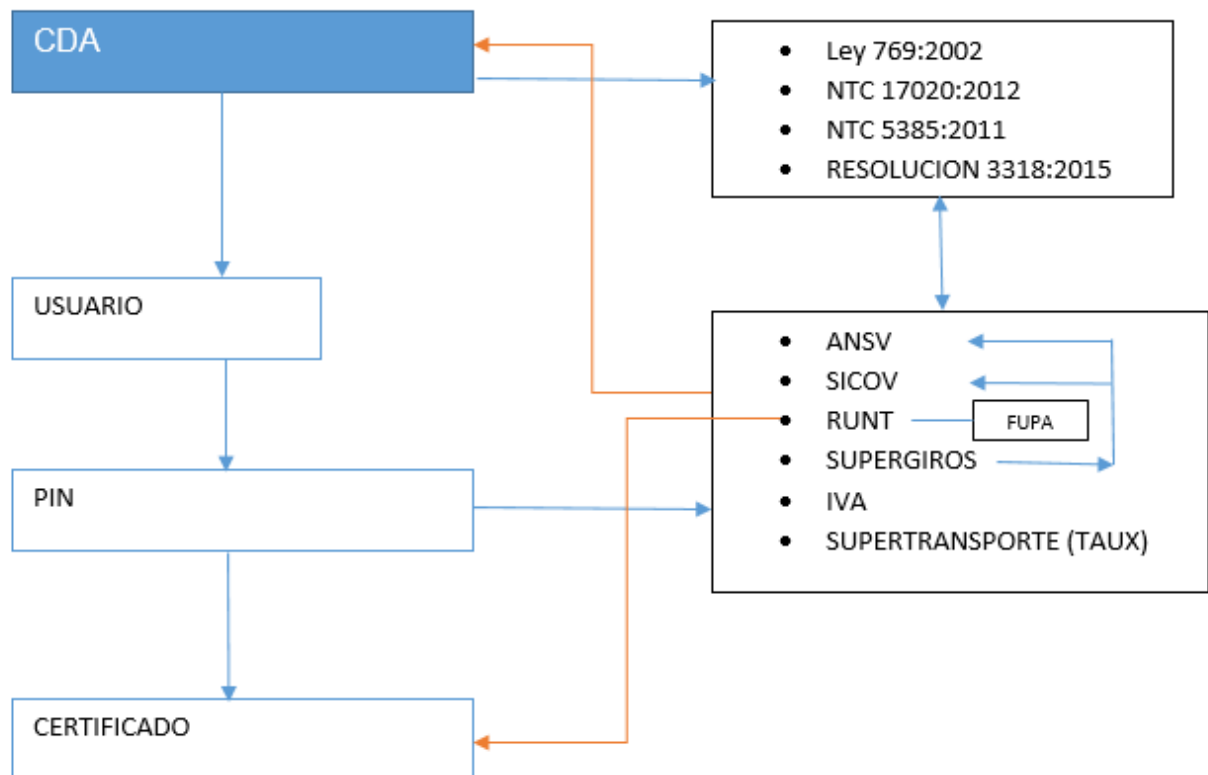 CDA
• Ley 769:2002
• NTC 17020:2012
• NTC 5385:2011
• RESOLUCION 3318:2015
USUARIO
• ANSV
• SICOV
• RUNT
FUPA
• SUPERGIROS
• IVA
• SUPERTRANSPORTE (TAUX)
PIN
CERTIFICADO